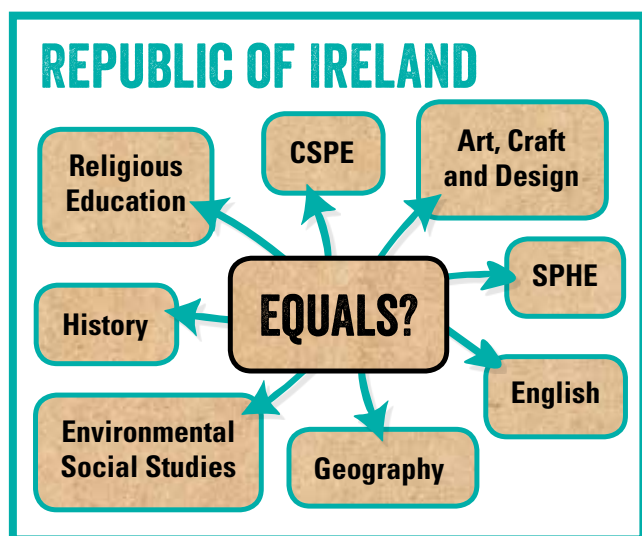 REPUBLIC OF IRELAND
Religious
Education
CSPE
Art, Craft
and Design
SPHE
History
EQUALS?
English
Environmental
Social Studies
Geography